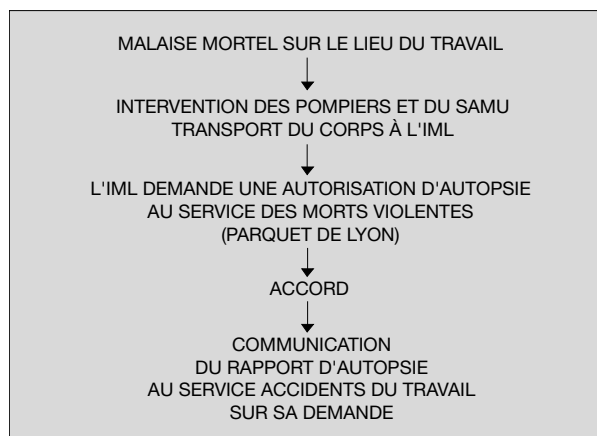 MALAISE MORTEL SUR LE LIEU DU TRAVAIL
INTERVENTION DES POMPIERS ET DU SAMU
TRANSPORT DU CORPS À L'IML
L'IML DEMANDE UNE AUTORISATION D'AUTOPSIE
AU SERVICE DES MORTS VIOLENTES
(PARQUET DE LYON)
ACCORD
COMMUNICATION
DU RAPPORT D'AUTOPSIE
AU SERVICE ACCIDENTS DU TRAVAIL
SUR SA DEMANDE